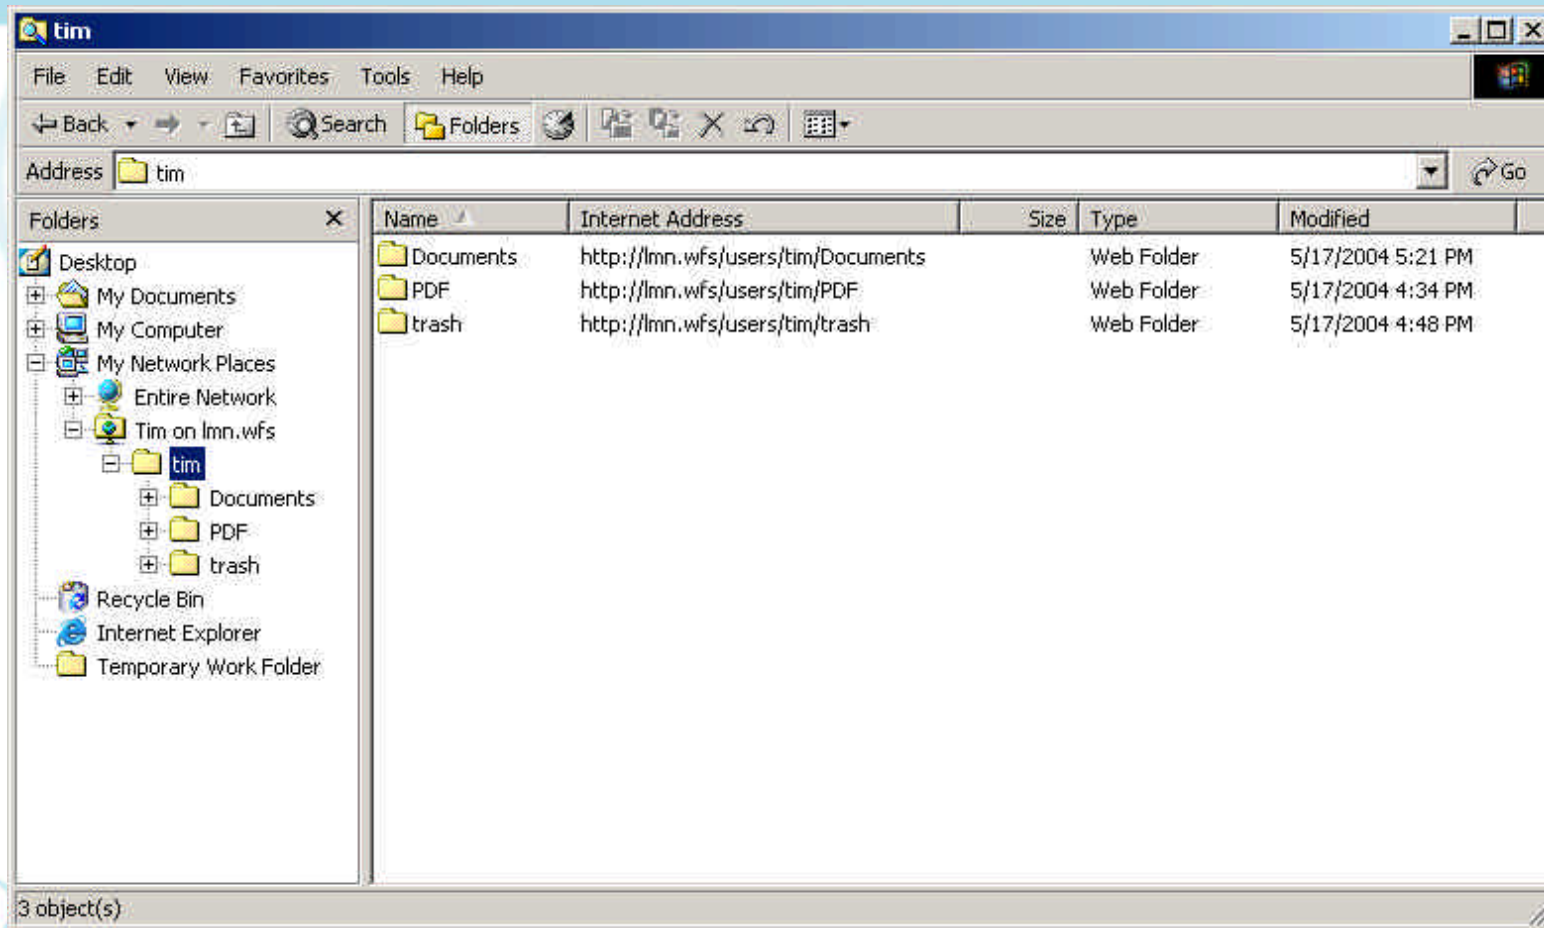 tim
File Edit View Favorites Tools Help
Back Search Folders
Address tim Go
Folders
Desktop
My Documents
My Computer
My Network Places
Entire Network
Tim on lmn.wfs
tim
Documents
PDF
trash
Recycle Bin
Internet Explorer
Temporary Work Folder
Name Internet Address Size Type Modified
Documents http://lmn.wfs/users/tim/Documents Web Folder 5/17/2004 5:21 PM
PDF http://lmn.wfs/users/tim/PDF Web Folder 5/17/2004 4:34 PM
trash http://lmn.wfs/users/tim/trash Web Folder 5/17/2004 4:48 PM
3 object(s)